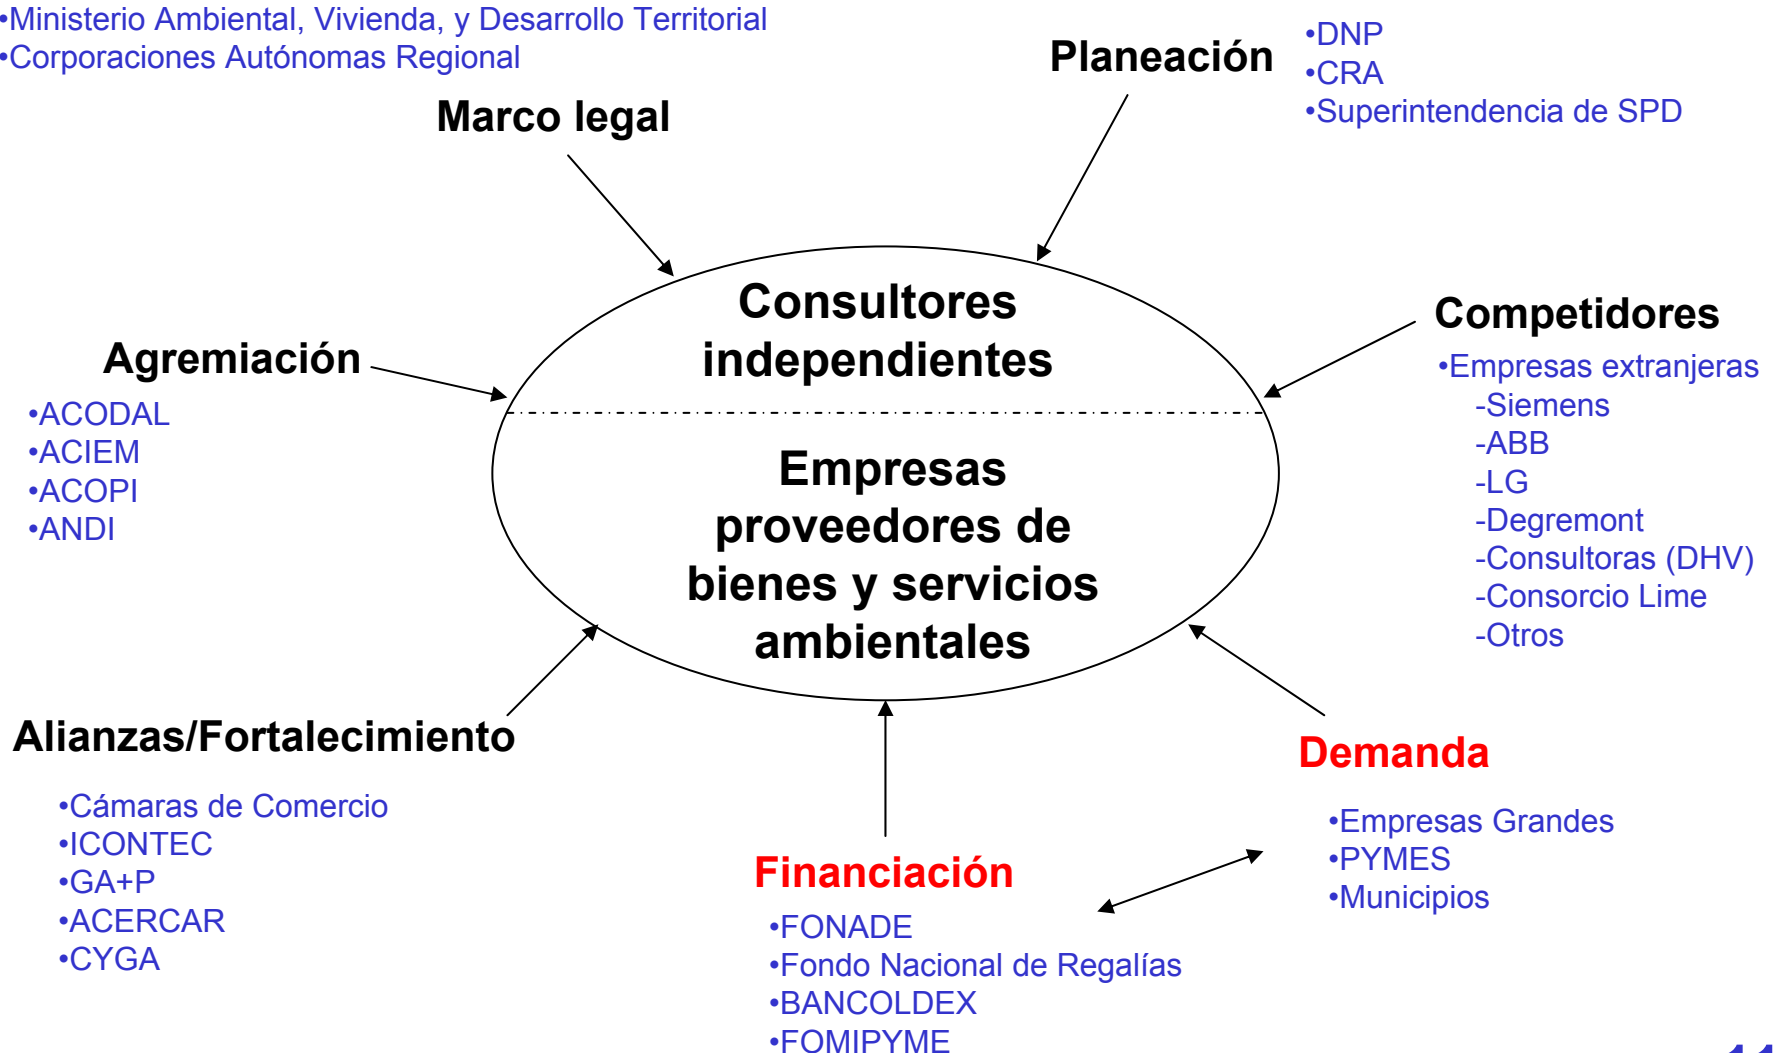 •Ministerio Ambiental, Vivienda, y Desarrollo Territorial
•Corporaciones Autónomas Regional
Marco legal
Planeación
•DNP
•CRA
•Superintendencia de SPD
Consultores
independientes
Empresas
proveedores de
bienes y servicios
ambientales
Agremiación
•ACODAL
•ACIEM
•ACOPI
•ANDI
Competidores
•Empresas extranjeras
-Siemens
-ABB
-LG
-Degremont
-Consultoras (DHV)
-Consorcio Lime
-Otros
Alianzas/Fortalecimiento
•Cámaras de Comercio
•ICONTEC
•GA+P
•ACERCAR
•CYGA
Financiación
•FONADE
•Fondo Nacional de Regalías
•BANCOLDEX
•FOMIPYME
Demanda
•Empresas Grandes
•PYMES
•Municipios